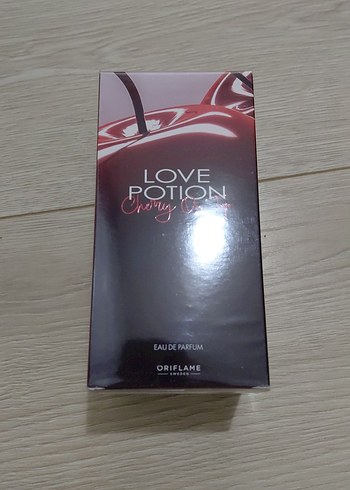 LOVE
POTION
Cherry
EAU DE PARFUM
ORIFLAME
SWEDEN